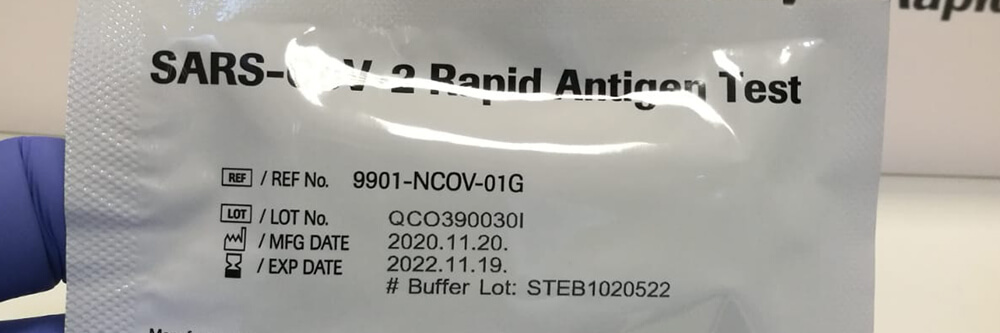 SARS-CoV-2 Rapid Antigen Test
REF / REF No. 9901-NCOV-01G
LOT / LOT No. QCO390030I
/ MFG DATE 2020.11.20.
/ EXP DATE 2022.11.19.
# Buffer Lot: STEB1020522